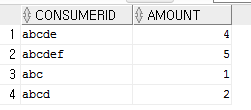 CONSUMERID AMOUNT
1 abcde 4
2 abcdef 5
3 abc 1
4 abcd 2